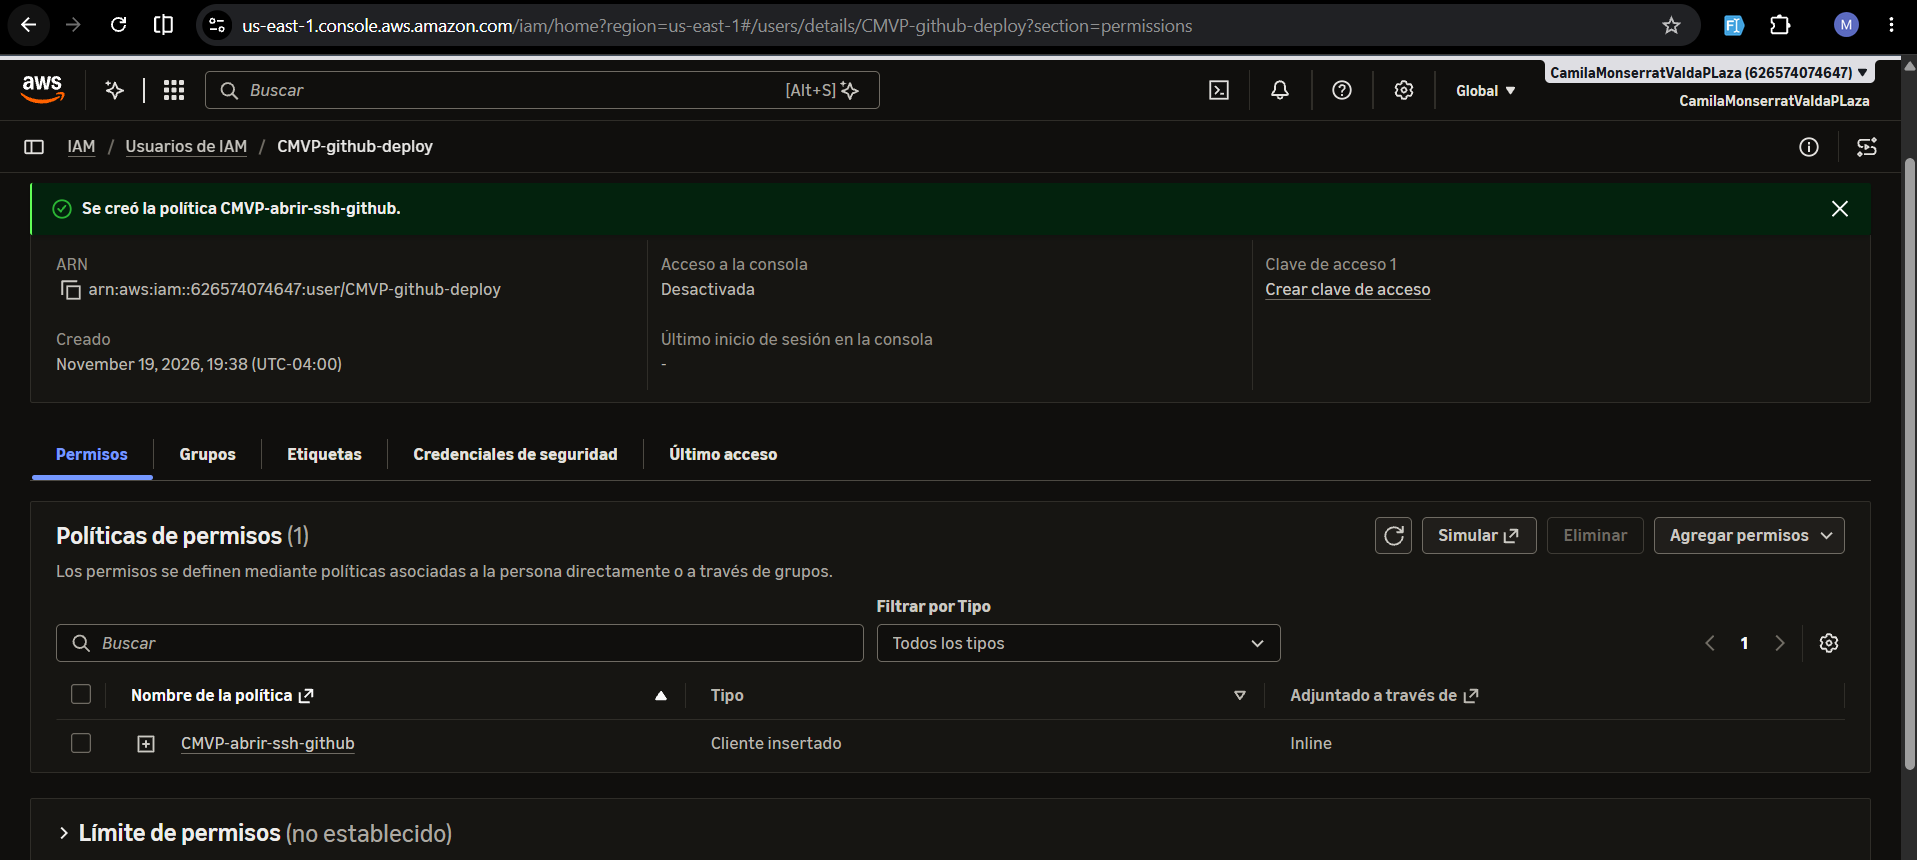 us-east-1.console.aws.amazon.com/iam/home?region=us-east-1#/users/details/CMVP-github-deploy?section=permissions
M
aws
Buscar
[Alt+S]
Global
CamilaMonserratValdaPLaza (626574074647)
CamilaMonserratValdaPLaza
IAM / Usuarios de IAM / CMVP-github-deploy
Se creó la política CMVP-abrir-ssh-github.
ARN
arn:aws:iam::626574074647:user/CMVP-github-deploy
Creado
November 19, 2026, 19:38 (UTC-04:00)
Acceso a la consola
Desactivada
Último inicio de sesión en la consola
-
Clave de acceso 1
Crear clave de acceso
Permisos
Grupos
Etiquetas
Credenciales de seguridad
Último acceso
Políticas de permisos (1)
Simular
Eliminar
Agregar permisos
Los permisos se definen mediante políticas asociadas a la persona directamente o a través de grupos.
Filtrar por Tipo
Buscar
Todos los tipos
1
Nombre de la política
Tipo
Adjuntado a través de
CMVP-abrir-ssh-github
Cliente insertado
Inline
Límite de permisos (no establecido)